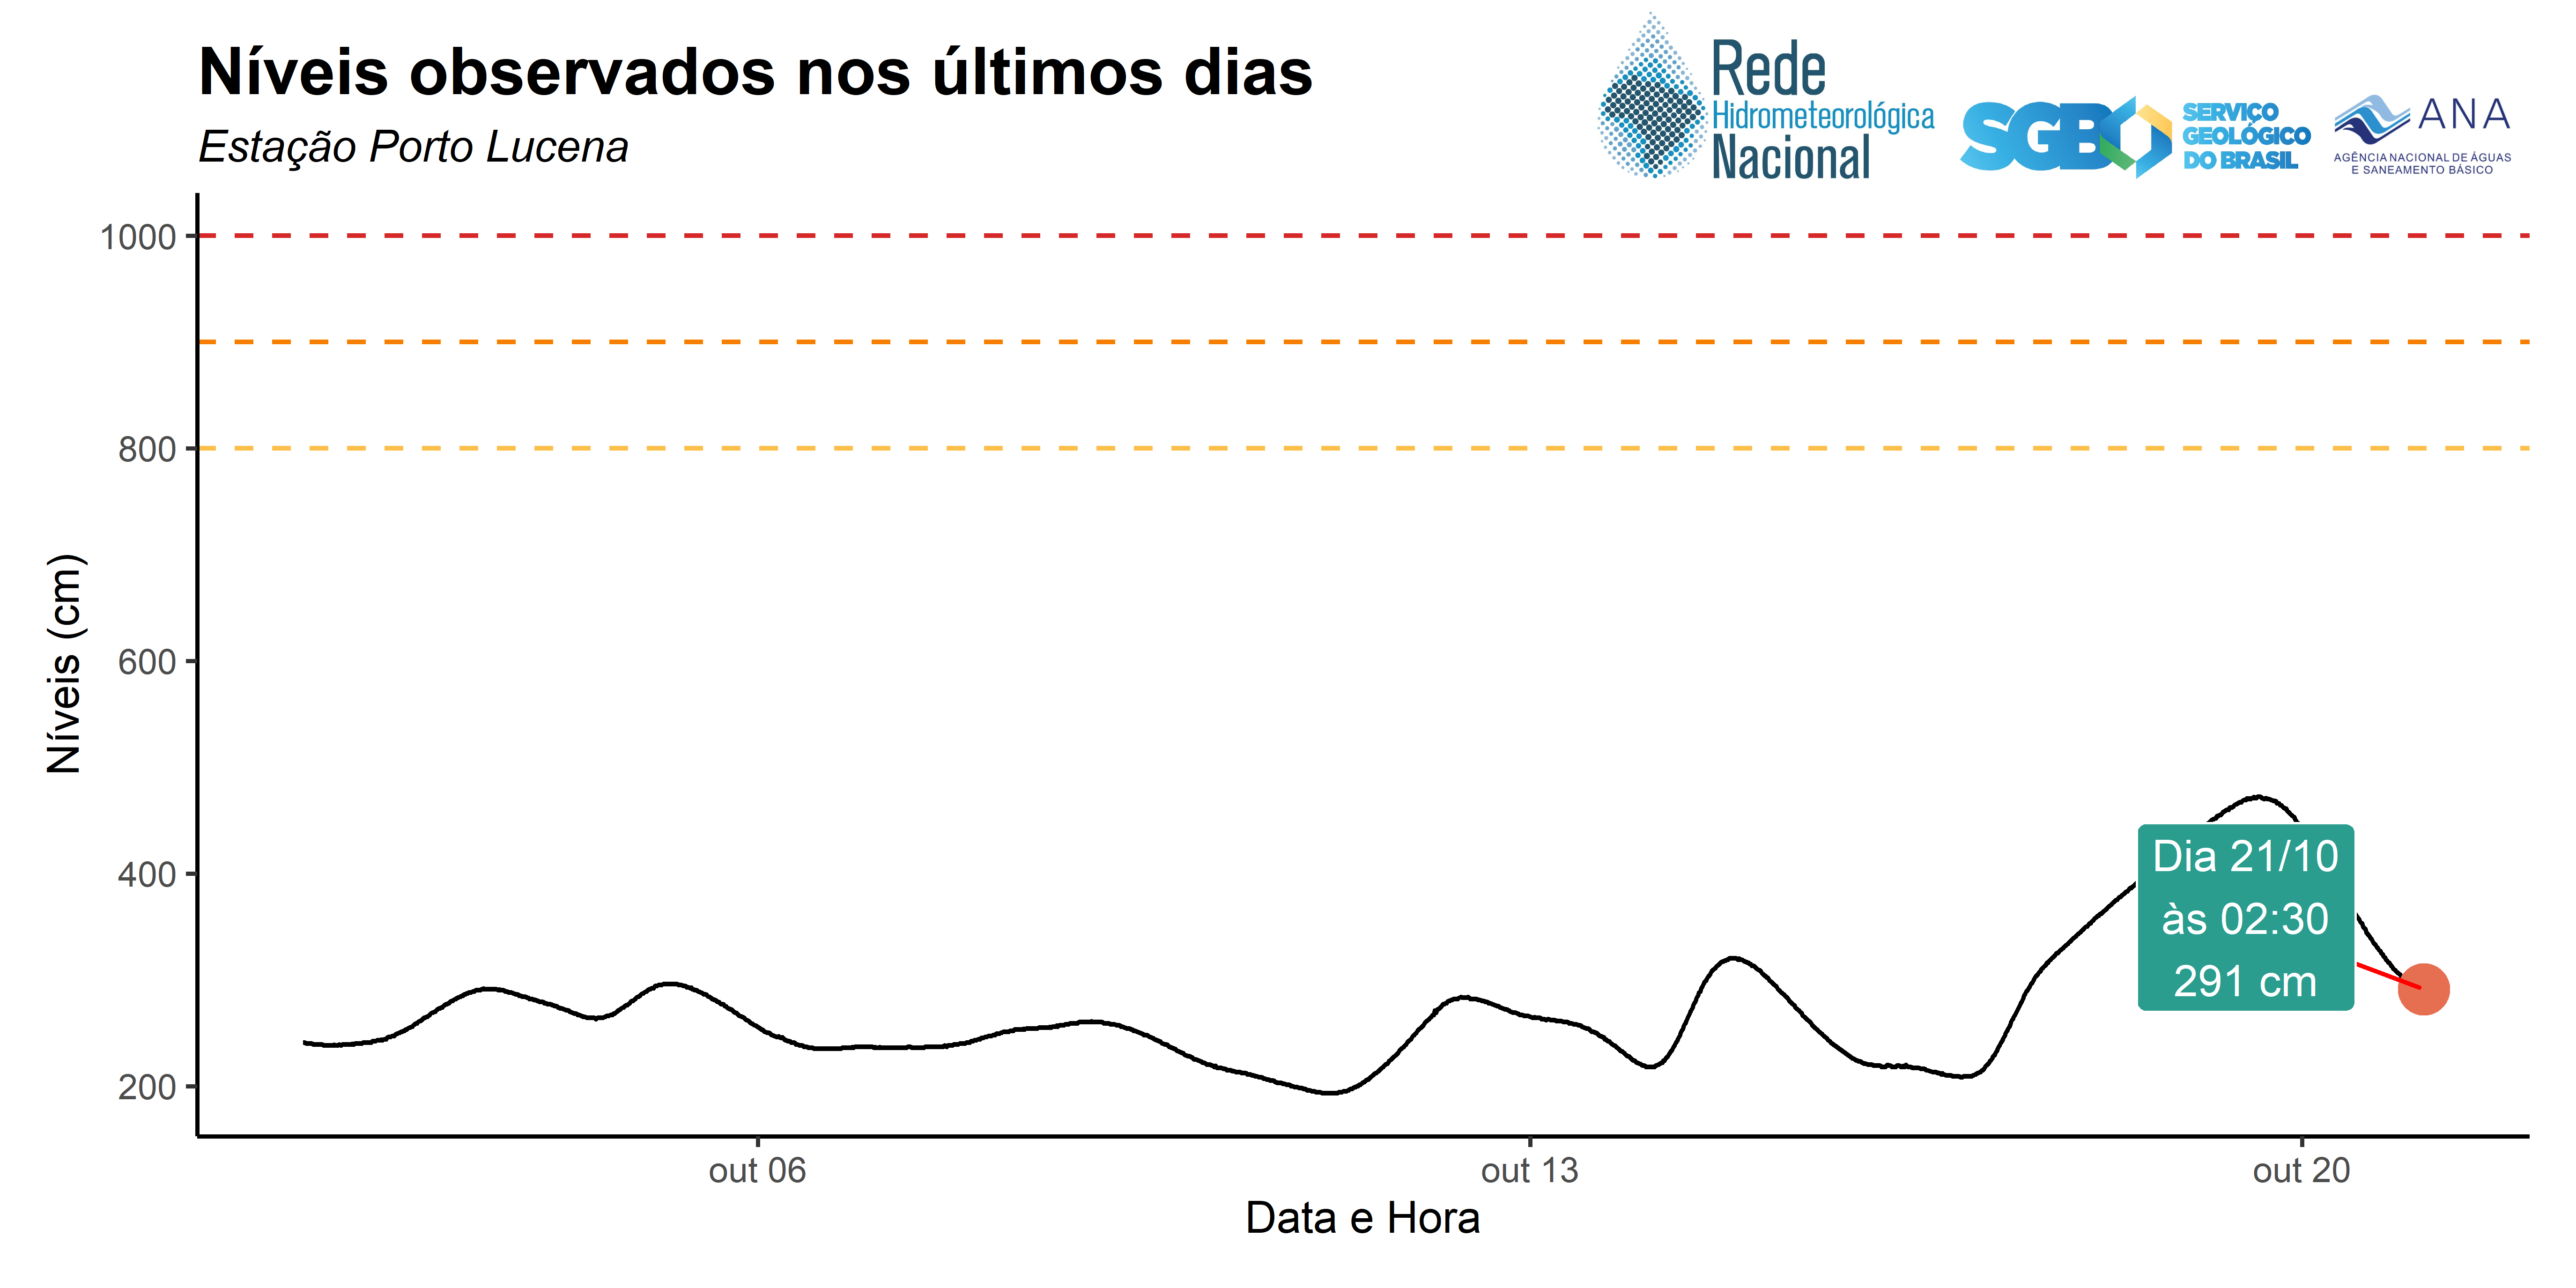 Níveis observados nos últimos dias
Estação Porto Lucena
Rede
Hidrometeorológica
Nacional
SGB
SERVIÇO
GEOLÓGICO
DO BRASIL
ANA
AGÊNCIA NACIONAL DE ÁGUAS
E SANEAMENTO BÁSICO
Níveis (cm)
1000
800
600
400
200
Dia 21/10
às 02:30
291 cm
out 06
out 13
out 20
Data e Hora